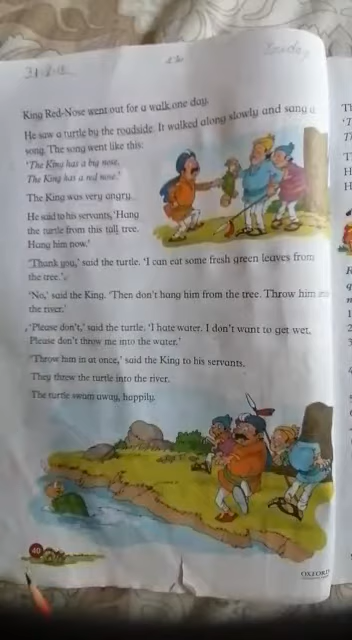 King Red-Nose went out for a walk one day.
He saw a turtle by the roadside. It walked along slowly and sang a
song. The song went like this:
'The King has a big nose.
The King has a red nose.'
The King was very angry.
He said to his servants, 'Hang
the turtle from this tall tree.
Hang him now.'
'Thank you,' said the turtle. 'I can eat some fresh green leaves from
the tree.'
'No,' said the King. 'Then don't hang him from the tree. Throw him into
the river.'
'Please don't,' said the turtle. 'I hate water. I don't want to get wet.
Please don't throw me into the water.'
'Throw him in at once,' said the King to his servants.
They threw the turtle into the river.
The turtle swam away, happily.
40
OXFORD